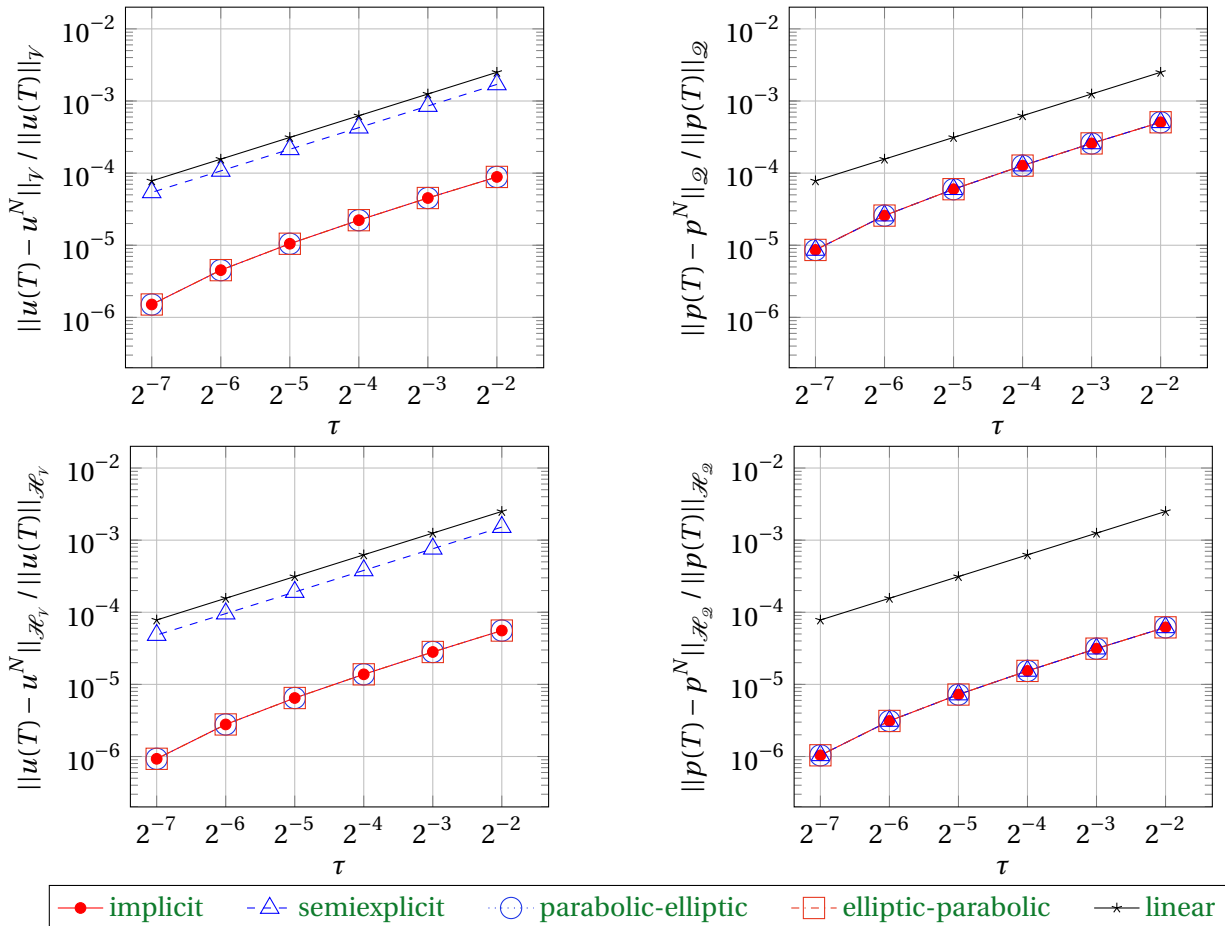 ||u(T) − u^N||_𝒱 / ||u(T)||_𝒱
10^−2
10^−3
10^−4
10^−5
10^−6
2^−7 2^−6 2^−5 2^−4 2^−3 2^−2
τ
||p(T) − p^N||_𝒬 / ||p(T)||_𝒬
10^−2
10^−3
10^−4
10^−5
10^−6
2^−7 2^−6 2^−5 2^−4 2^−3 2^−2
τ
||u(T) − u^N||_ℋ_𝒱 / ||u(T)||_ℋ_𝒱
10^−2
10^−3
10^−4
10^−5
10^−6
2^−7 2^−6 2^−5 2^−4 2^−3 2^−2
τ
||p(T) − p^N||_ℋ_𝒬 / ||p(T)||_ℋ_𝒬
10^−2
10^−3
10^−4
10^−5
10^−6
2^−7 2^−6 2^−5 2^−4 2^−3 2^−2
τ
implicit semiexplicit parabolic-elliptic elliptic-parabolic linear